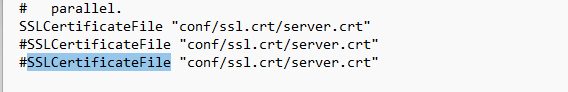 #   parallel.
SSLCertificateFile "conf/ssl.crt/server.crt"
#SSLCertificateFile "conf/ssl.crt/server.crt"
#SSLCertificateFile "conf/ssl.crt/server.crt"